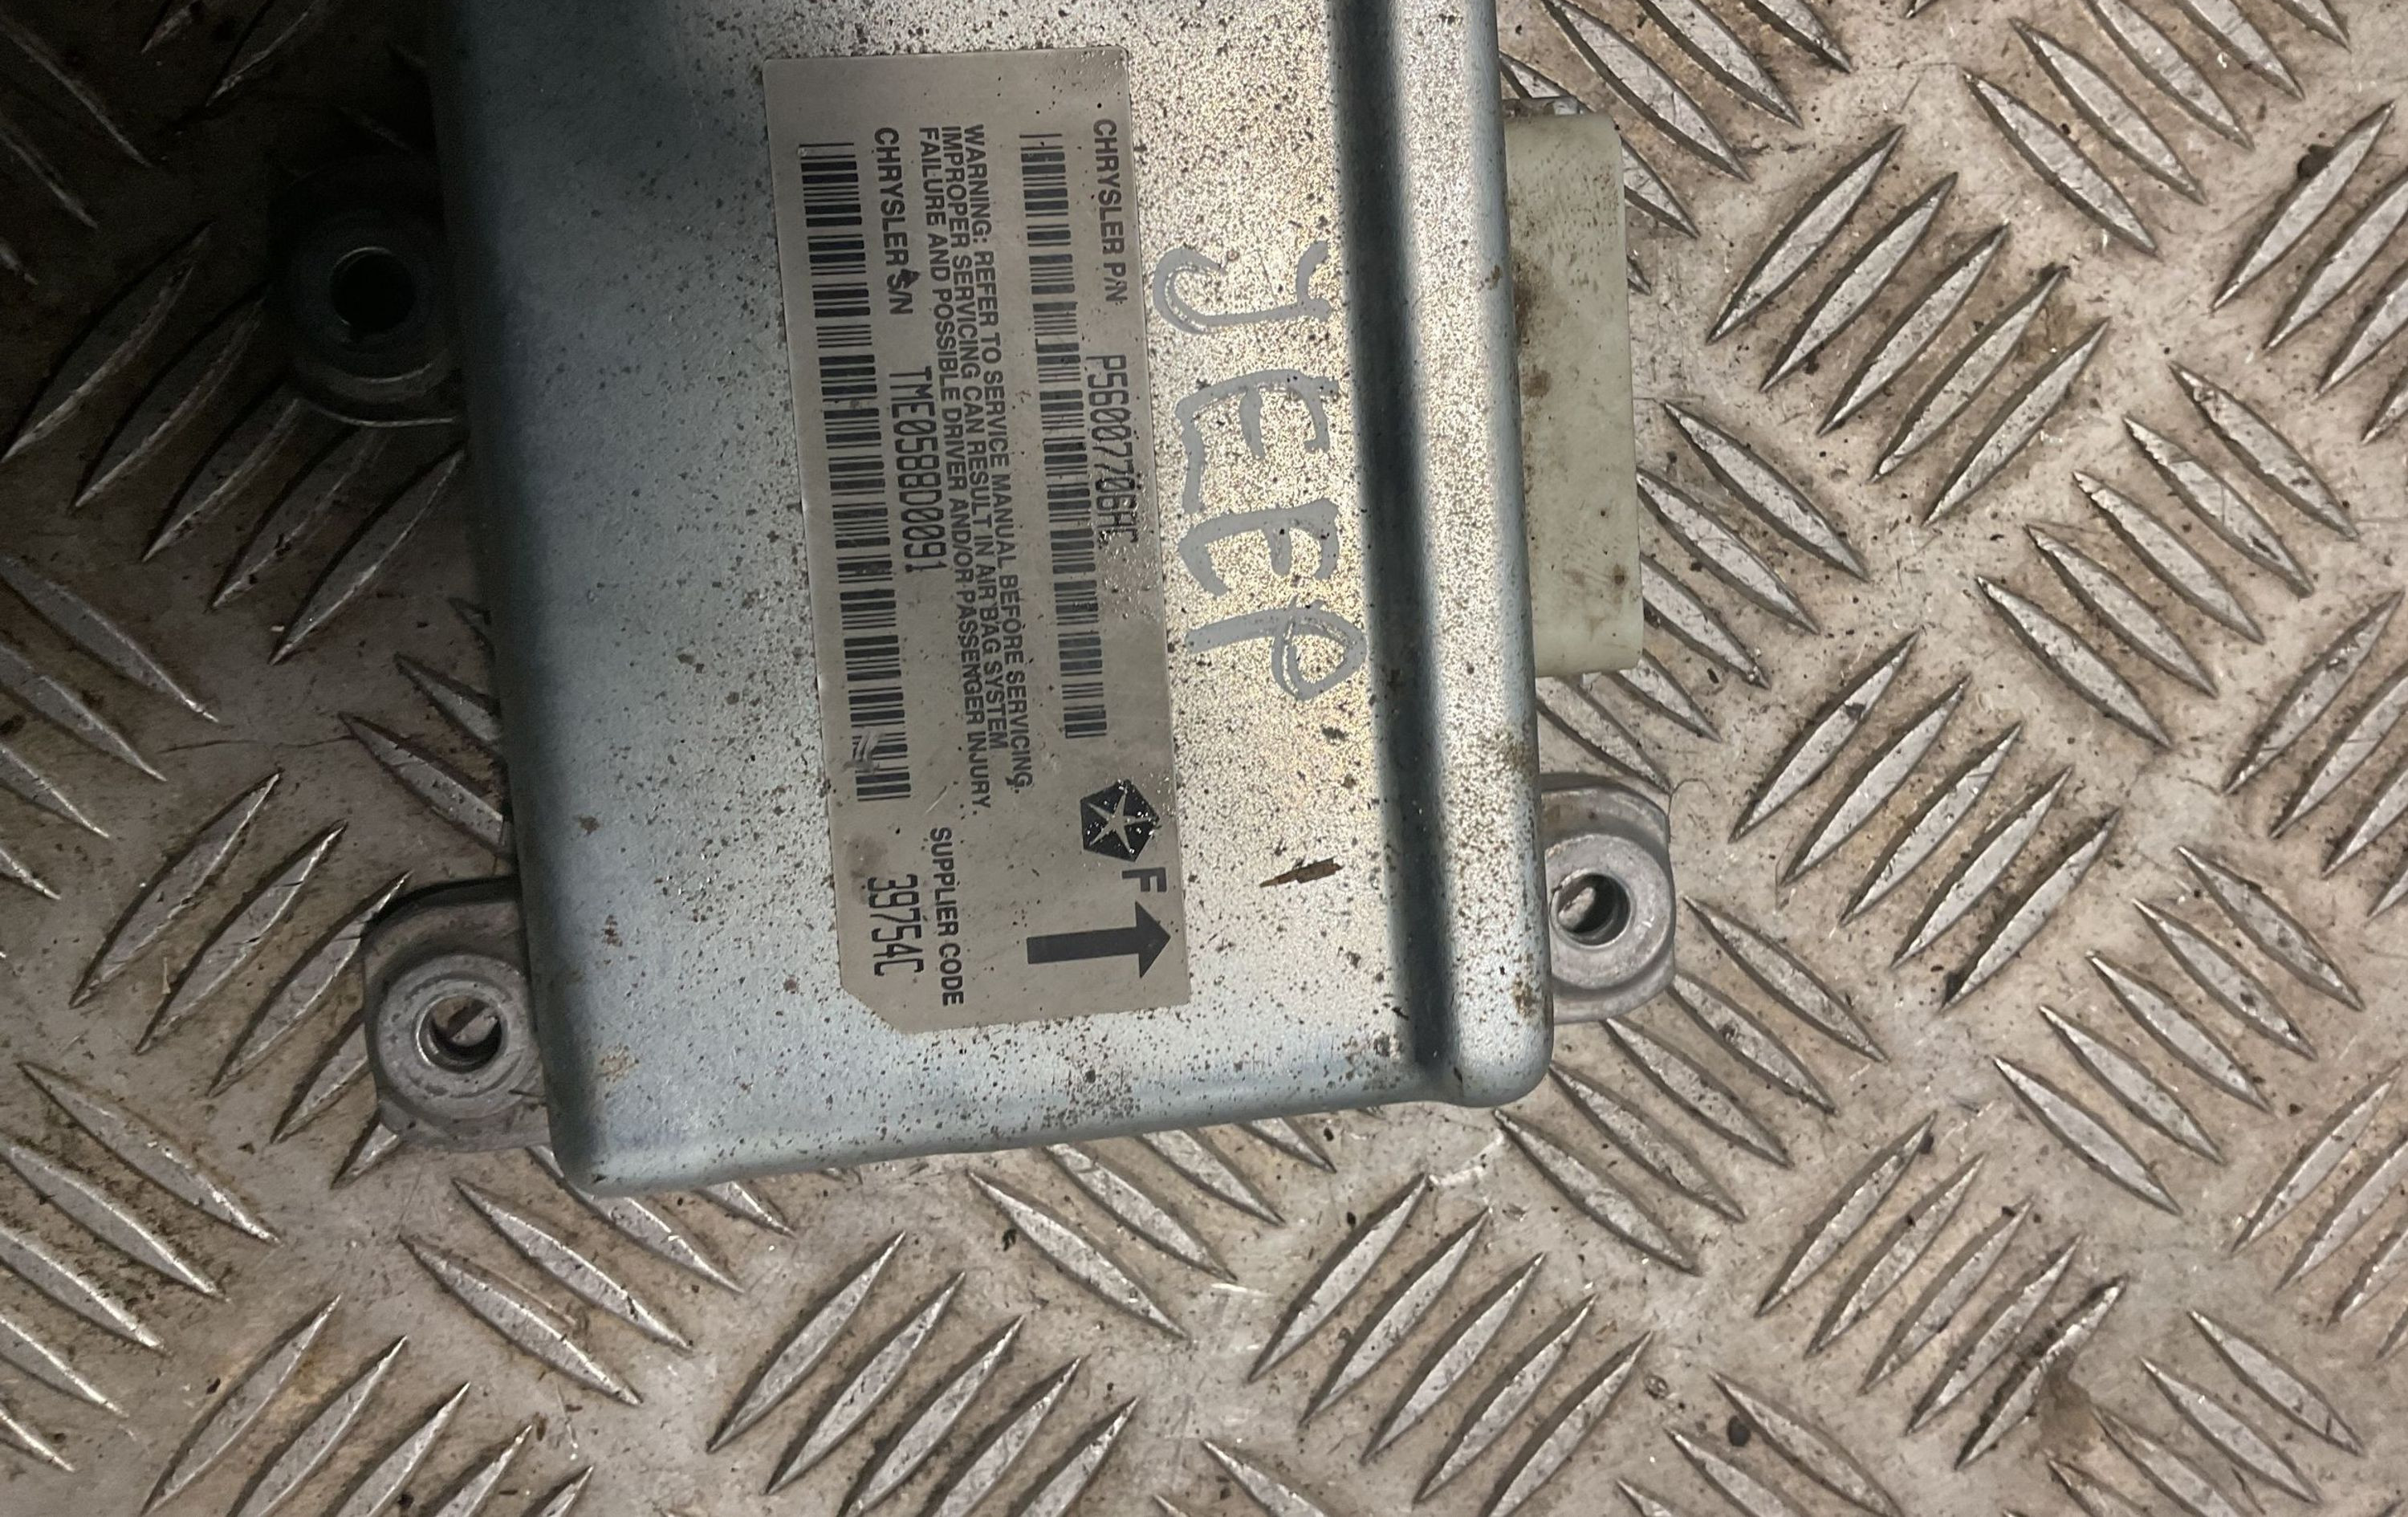 JEEP
CHRYSLER P/N: P56007706AC
WARNING: REFER TO SERVICE MANUAL BEFORE SERVICING.
IMPROPER SERVICING CAN RESULT IN AIR BAG SYSTEM
FAILURE AND POSSIBLE DRIVER AND/OR PASSENGER INJURY.
CHRYSLER S/N TME0588D0091
F
SUPPLIER CODE
39754C